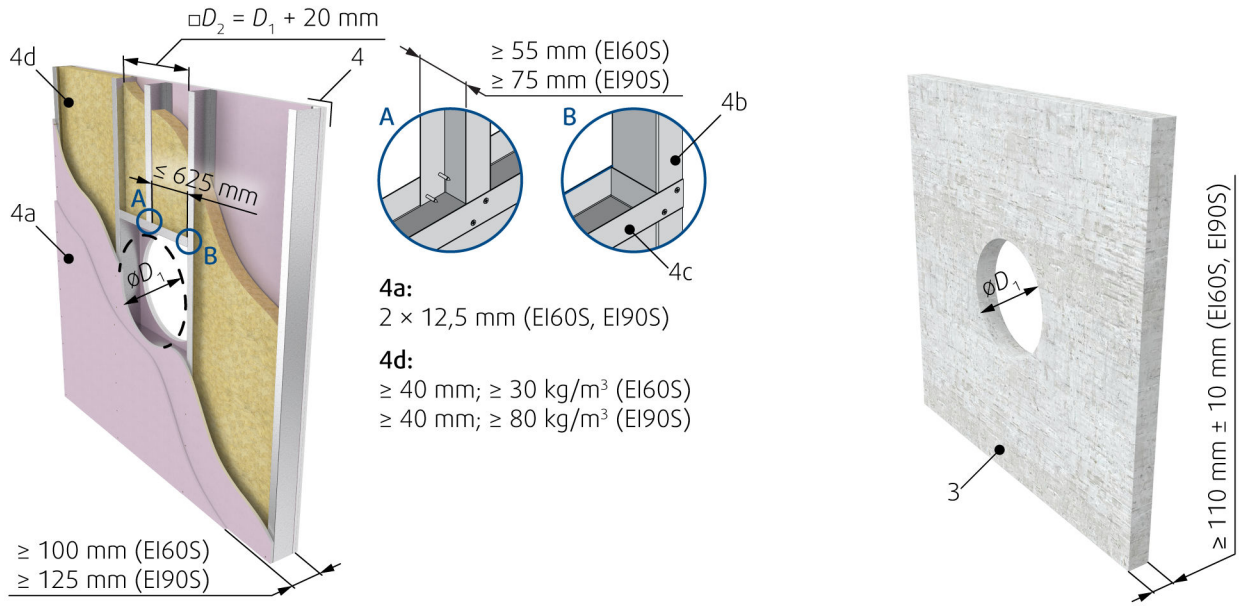 □D₂ = D₁ + 20 mm
4d
4
≥ 55 mm (EI60S)
≥ 75 mm (EI90S)
A
B
4b
≤ 625 mm
A
B
4a
øD₁
4c
4a:
2 × 12,5 mm (EI60S, EI90S)
4d:
≥ 40 mm; ≥ 30 kg/m³ (EI60S)
≥ 40 mm; ≥ 80 kg/m³ (EI90S)
≥ 100 mm (EI60S)
≥ 125 mm (EI90S)
øD₁
3
≥ 110 mm ± 10 mm (EI60S, EI90S)